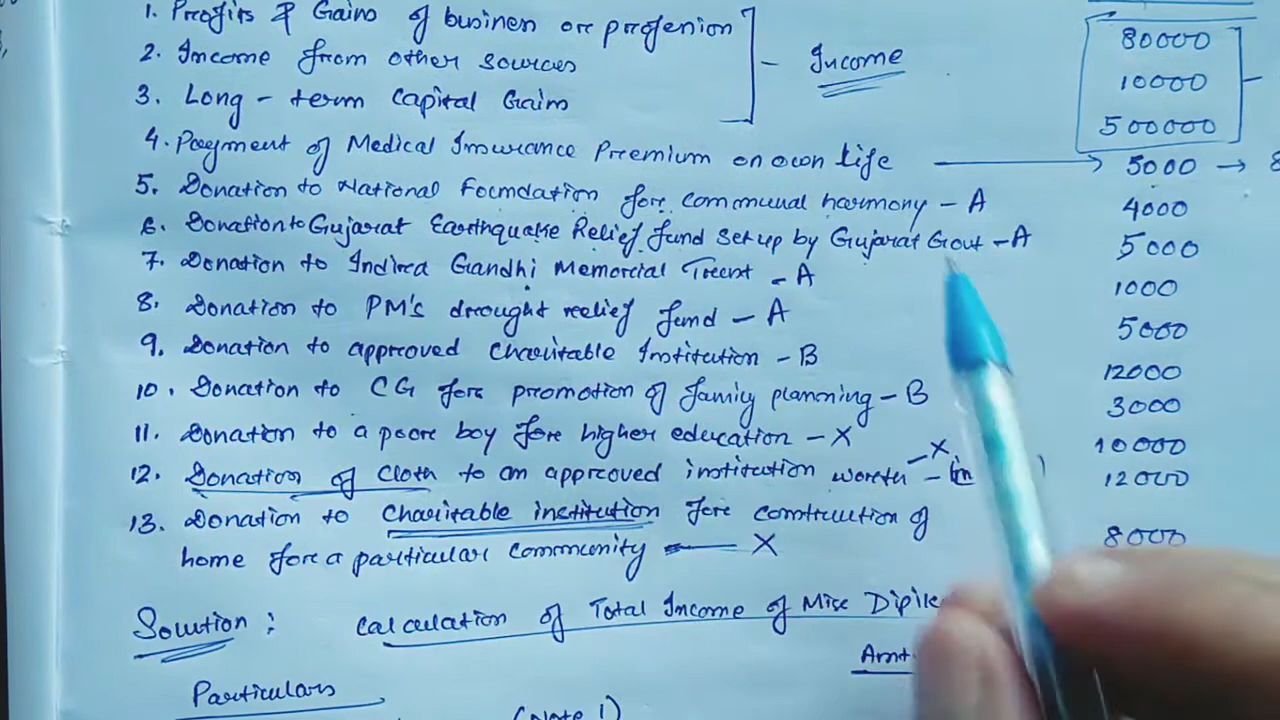 1. Profits & Gains of business or profession 80000
2. Income from other sources - Income 10000
3. Long-term Capital Gains 500000
4. Payment of Medical Insurance Premium on own life → 5000 →
5. Donation to National Foundation for communal harmony - A 4000
6. Donation to Gujarat Earthquake Relief fund set up by Gujarat Govt - A 5000
7. Donation to Indira Gandhi Memorial Trust - A 1000
8. Donation to PM's drought relief fund - A 5000
9. Donation to approved Charitable Institution - B 12000
10. Donation to CG for promotion of family planning - B 3000
11. Donation to a poor boy for higher education - X 10000
12. Donation of Cloth to an approved institution worth - X 12000
13. Donation to Charitable institution for construction of
home for a particular community - X 8000
Solution : Calculation of Total Income of
Particulars Amt
(Note 1)